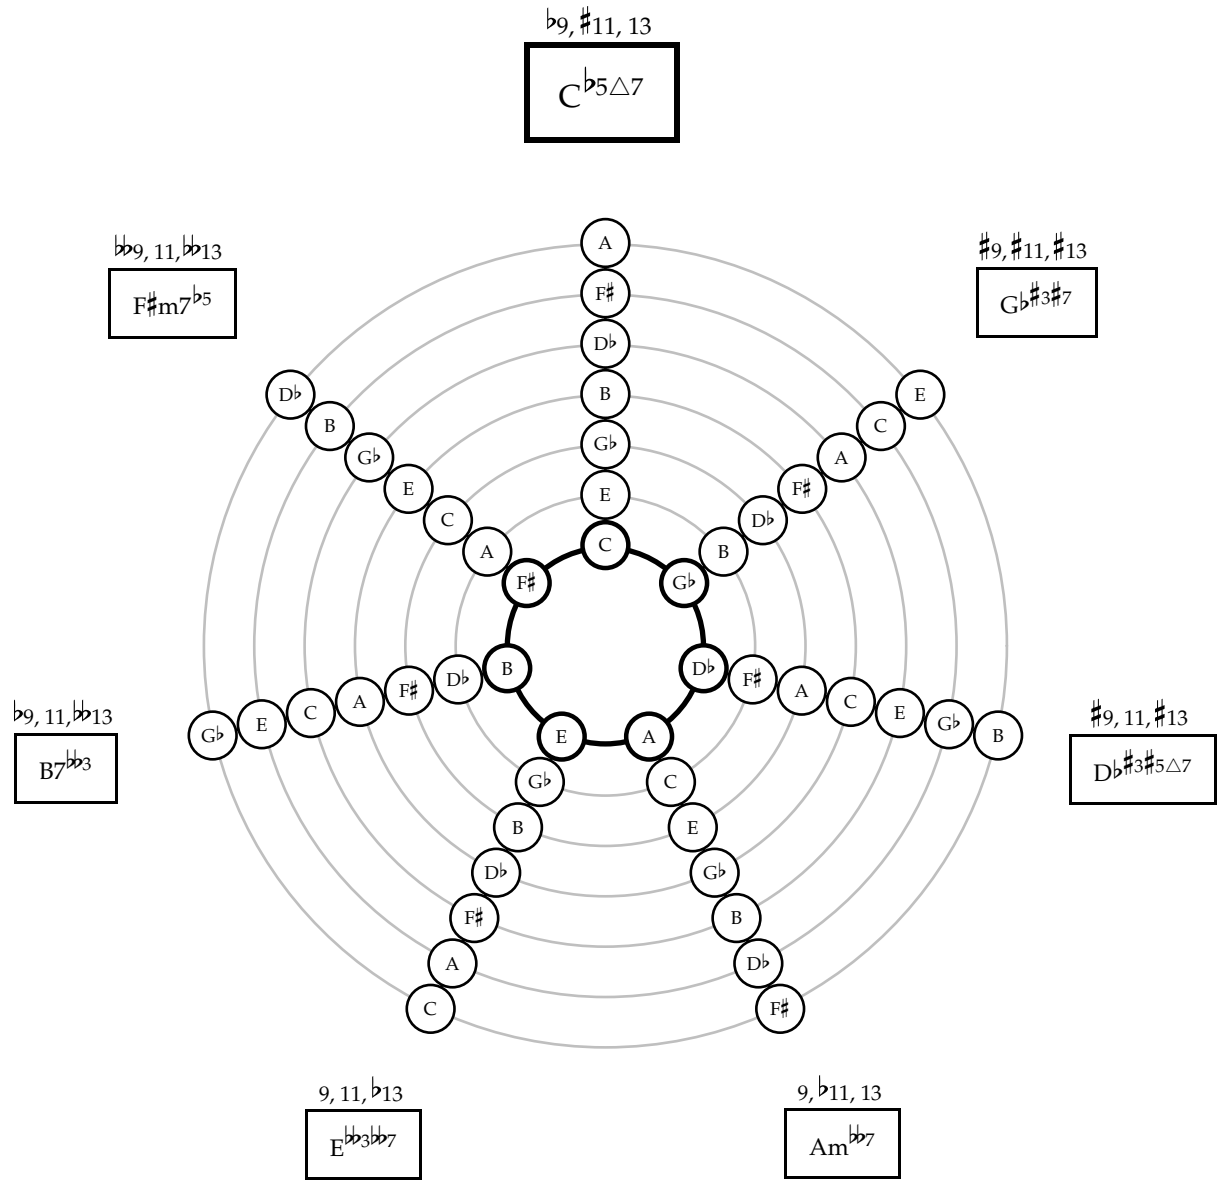 ♭9, ♯11, 13
C♭5△7
𝄫9, 11, 𝄫13
F♯m7♭5
♯9, ♯11, ♯13
G♭♯3♯7
A
F♯
D♭
B
G♭
E
C
D♭
B
G♭
E
C
A
F♯
E
C
A
F♯
D♭
B
G♭
♭9, 11, 𝄫13
B7𝄫3
G♭
E
C
A
F♯
D♭
B
D♭
F♯
A
C
E
G♭
B
♯9, 11, ♯13
D♭♯3♯5△7
E
G♭
B
D♭
F♯
A
C
A
C
E
G♭
B
D♭
F♯
9, 11, ♭13
E𝄫3𝄫7
9, ♭11, 13
Am𝄫7